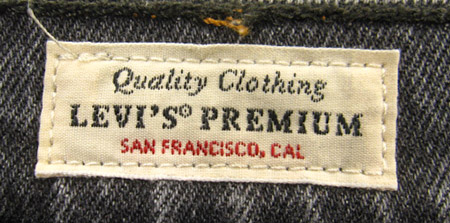 Quality Clothing
LEVI'S® PREMIUM
SAN FRANCISCO, CAL